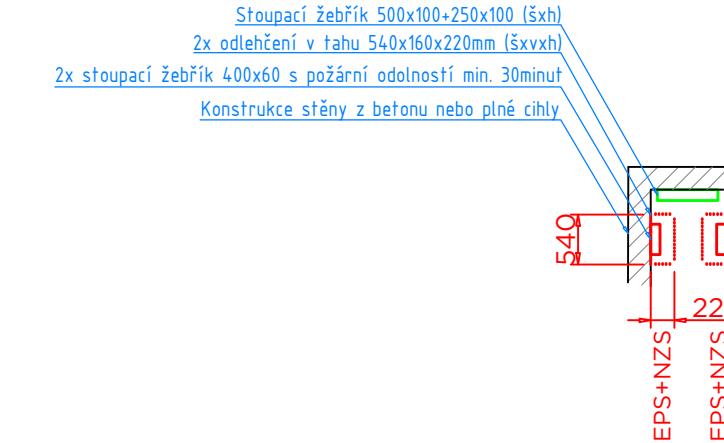 Stoupací žebřík 500x100+250x100 (šxh)
2x odlehčení v tahu 540x160x220mm (šxvxh)
2x stoupací žebřík 400x60 s požární odolností min. 30minut
Konstrukce stěny z betonu nebo plné cihly
540
22
EPS+NZS
EPS+NZS